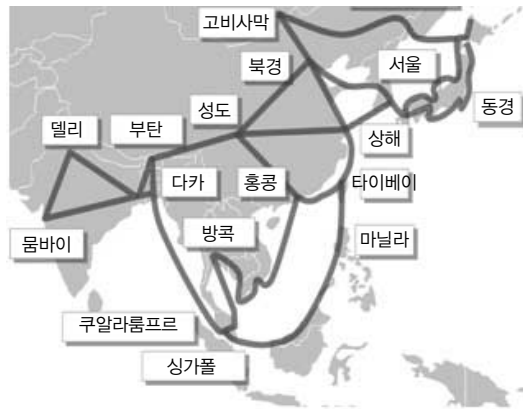 고비사막
북경
서울
성도
동경
델리
부탄
상해
다카
홍콩
타이베이
뭄바이
방콕
마닐라
쿠알라룸프르
싱가폴